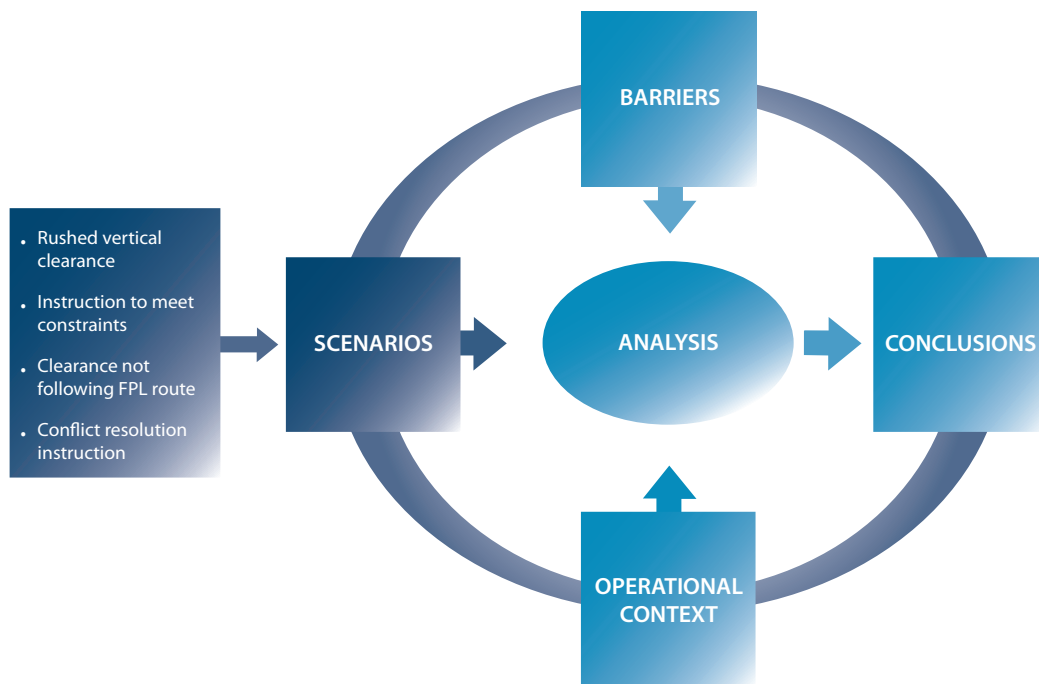 BARRIERS
• Rushed vertical
clearance
• Instruction to meet
constraints
• Clearance not
following FPL route
• Conflict resolution
instruction
SCENARIOS
ANALYSIS
CONCLUSIONS
OPERATIONAL
CONTEXT